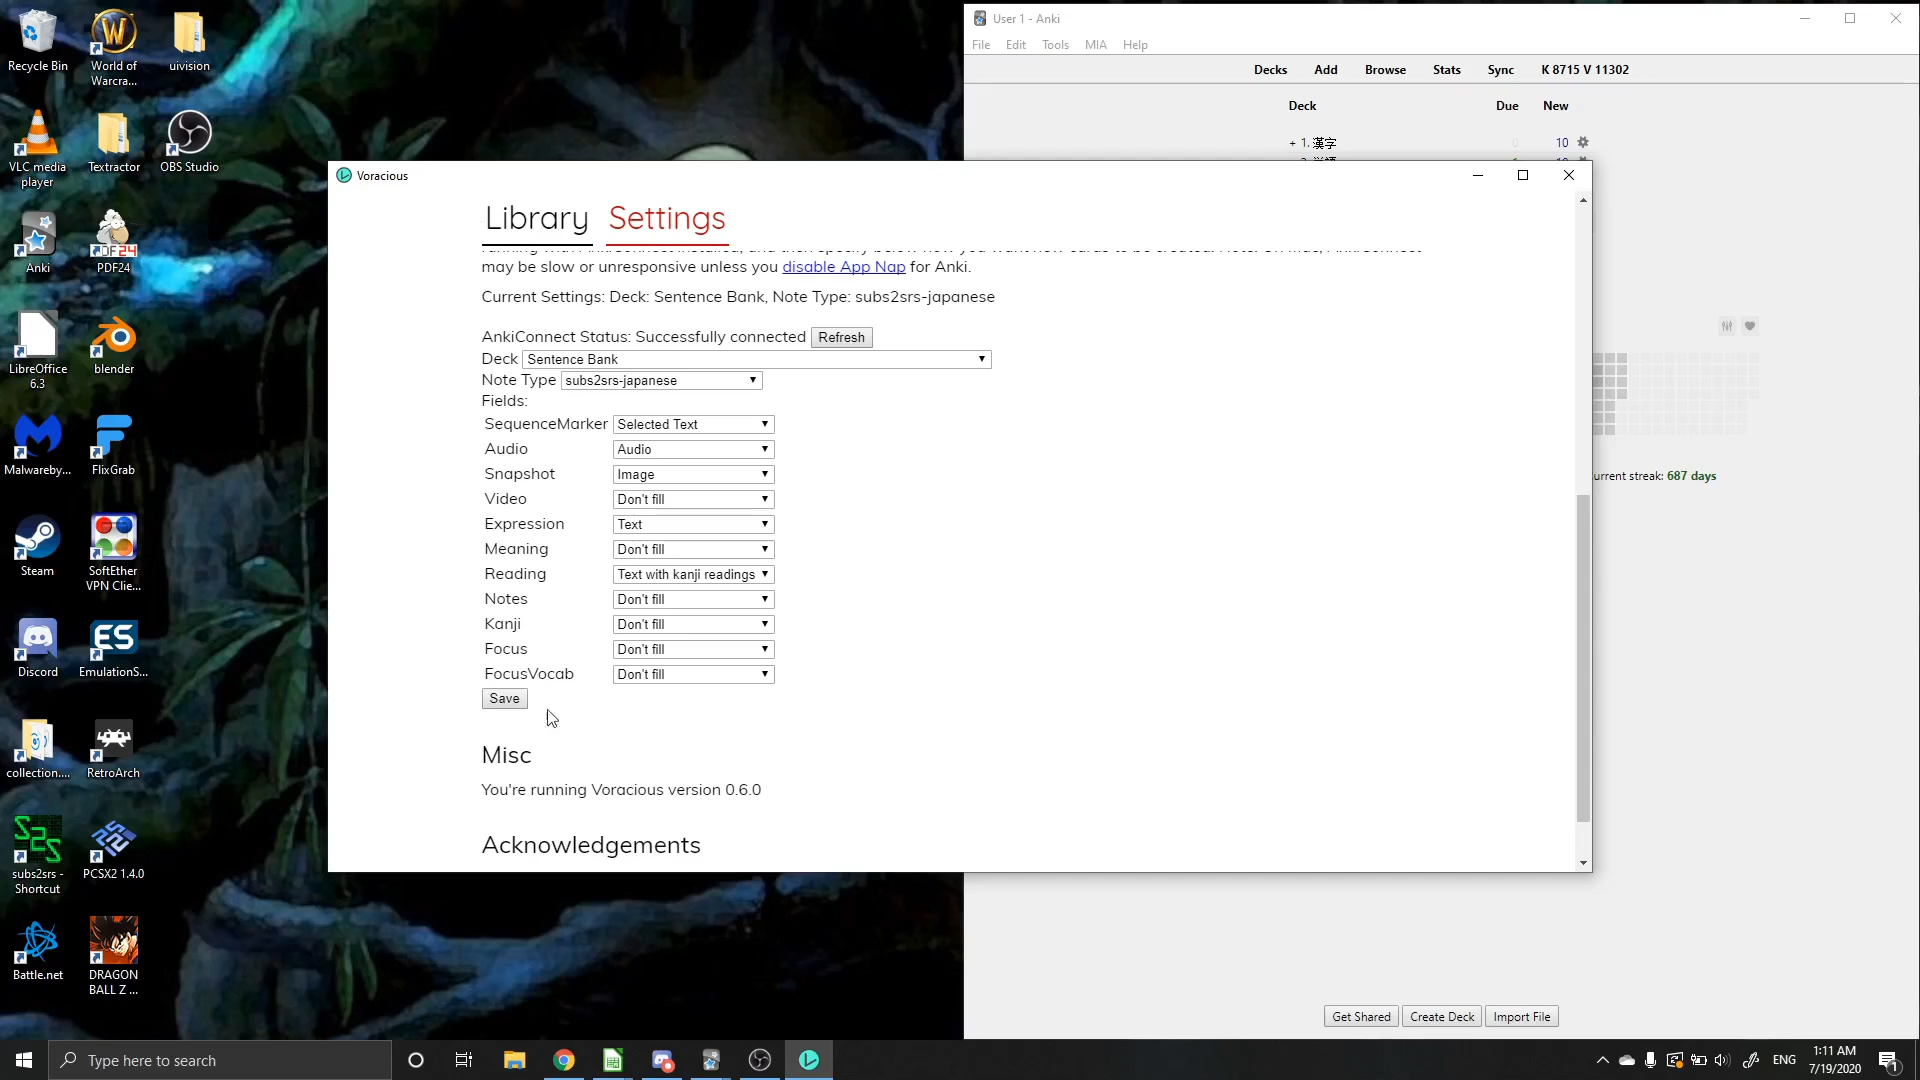 Recycle Bin
World of
Warcra...
uivision
VLC media
player
Textractor
OBS Studio
Anki
PDF24
LibreOffice
6.3
blender
Malwareby...
FlixGrab
Steam
SoftEther
VPN Clie...
Discord
EmulationS...
collection....
RetroArch
subs2srs -
Shortcut
PCSX2 1.4.0
Battle.net
DRAGON
BALL Z ...
User 1 - Anki
File Edit Tools MIA Help
Decks Add Browse Stats Sync K 8715 V 11302
Deck Due New
+ 1. 漢字 0 10
urrent streak: 687 days
Get Shared Create Deck Import File
Voracious
Library Settings
may be slow or unresponsive unless you disable App Nap for Anki.
Current Settings: Deck: Sentence Bank, Note Type: subs2srs-japanese
AnkiConnect Status: Successfully connected Refresh
Deck Sentence Bank
Note Type subs2srs-japanese
Fields:
SequenceMarker Selected Text
Audio Audio
Snapshot Image
Video Don't fill
Expression Text
Meaning Don't fill
Reading Text with kanji readings
Notes Don't fill
Kanji Don't fill
Focus Don't fill
FocusVocab Don't fill
Save
Misc
You're running Voracious version 0.6.0
Acknowledgements
Type here to search
ENG
1:11 AM
7/19/2020